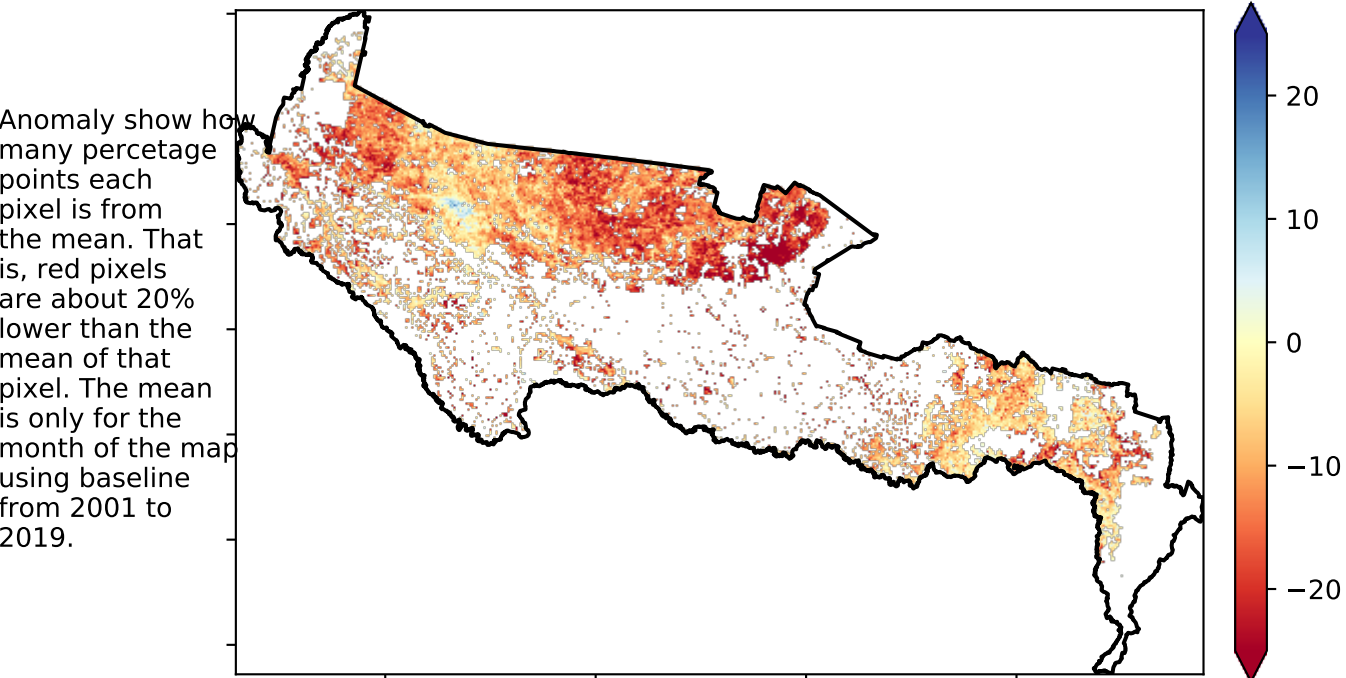 Anomaly show how
many percetage
points each
pixel is from
the mean. That
is, red pixels
are about 20%
lower than the
mean of that
pixel. The mean
is only for the
month of the map
using baseline
from 2001 to
2019.
20
10
0
−10
−20